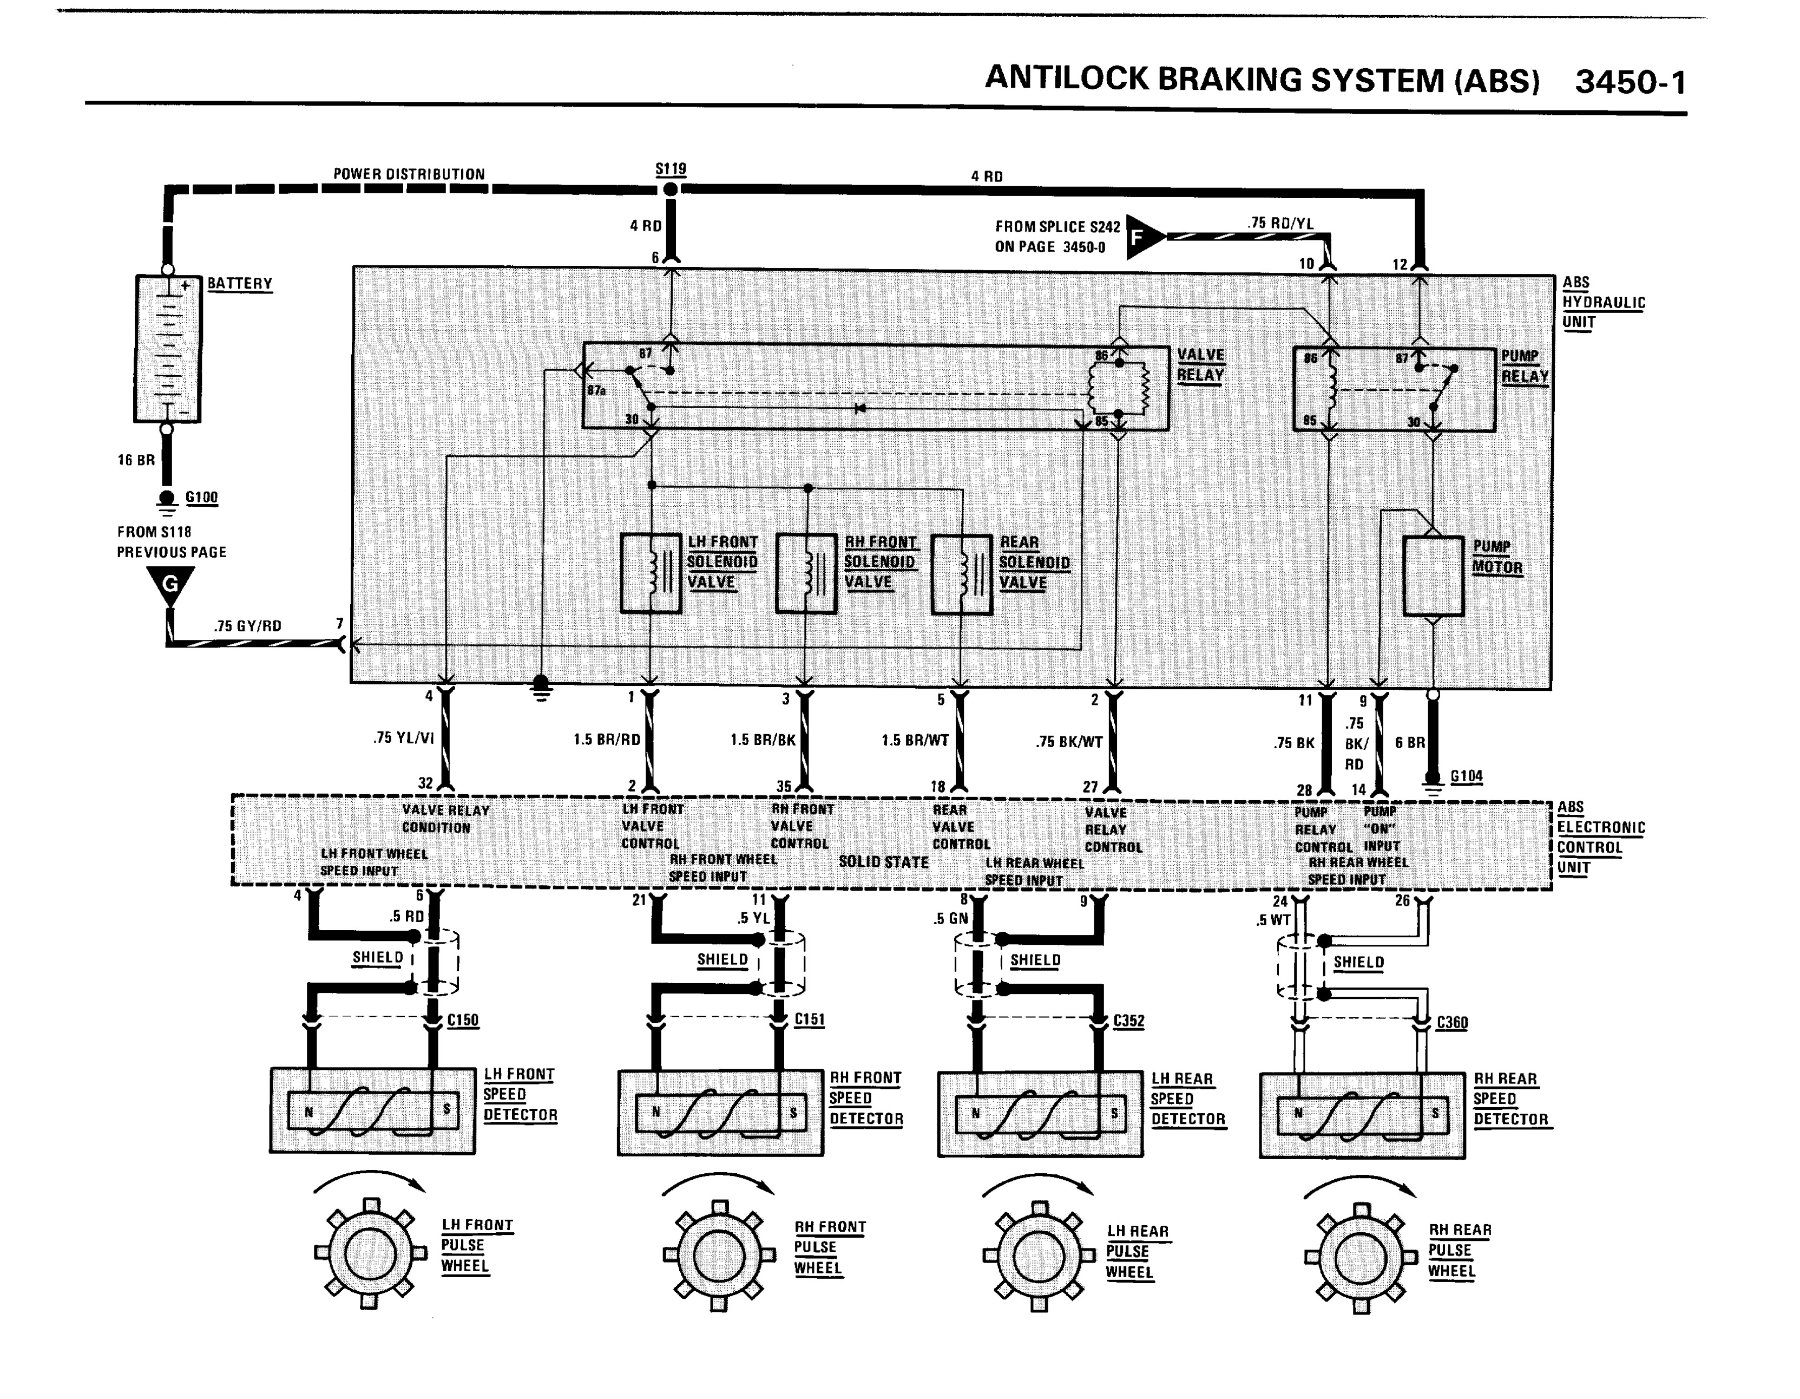 ANTILOCK BRAKING SYSTEM (ABS) 3450-1
POWER DISTRIBUTION
S119
4 RD
4 RD
6
FROM SPLICE S242
ON PAGE 3450-0
F
.75 RD/YL
10
12
BATTERY
+
−
ABS
HYDRAULIC
UNIT
87
87a
30
86
85
VALVE
RELAY
86
87
85
30
PUMP
RELAY
16 BR
G100
FROM S118
PREVIOUS PAGE
G
.75 GY/RD
7
LH FRONT
SOLENOID
VALVE
RH FRONT
SOLENOID
VALVE
REAR
SOLENOID
VALVE
PUMP
MOTOR
4
1
3
5
2
11
9
.75 YL/VI
1.5 BR/RD
1.5 BR/BK
1.5 BR/WT
.75 BK/WT
.75 BK
.75
BK/
RD
6 BR
G104
32
2
35
18
27
28
14
VALVE RELAY
CONDITION
LH FRONT
VALVE
CONTROL
RH FRONT
VALVE
CONTROL
REAR
VALVE
CONTROL
VALVE
RELAY
CONTROL
PUMP
RELAY
CONTROL
PUMP
"ON"
INPUT
ABS
ELECTRONIC
CONTROL
UNIT
LH FRONT WHEEL
SPEED INPUT
RH FRONT WHEEL
SPEED INPUT
SOLID STATE
LH REAR WHEEL
SPEED INPUT
RH REAR WHEEL
SPEED INPUT
4
6
21
11
8
9
24
26
.5 RD
.5 YL
.5 GN
.5 WT
SHIELD
SHIELD
SHIELD
SHIELD
C150
C151
C352
C360
N S
LH FRONT
SPEED
DETECTOR
N S
RH FRONT
SPEED
DETECTOR
N S
LH REAR
SPEED
DETECTOR
N S
RH REAR
SPEED
DETECTOR
LH FRONT
PULSE
WHEEL
RH FRONT
PULSE
WHEEL
LH REAR
PULSE
WHEEL
RH REAR
PULSE
WHEEL